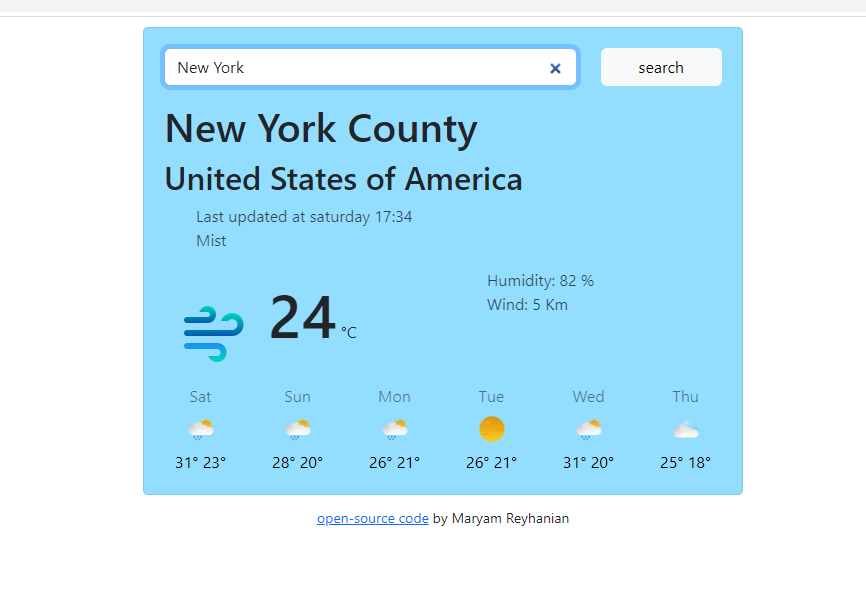 New York
search
New York County
United States of America
Last updated at saturday 17:34
Mist
Humidity: 82 %
Wind: 5 Km
24 °C
Sat Sun Mon Tue Wed Thu
31° 23° 28° 20° 26° 21° 26° 21° 31° 20° 25° 18°
open-source code by Maryam Reyhanian